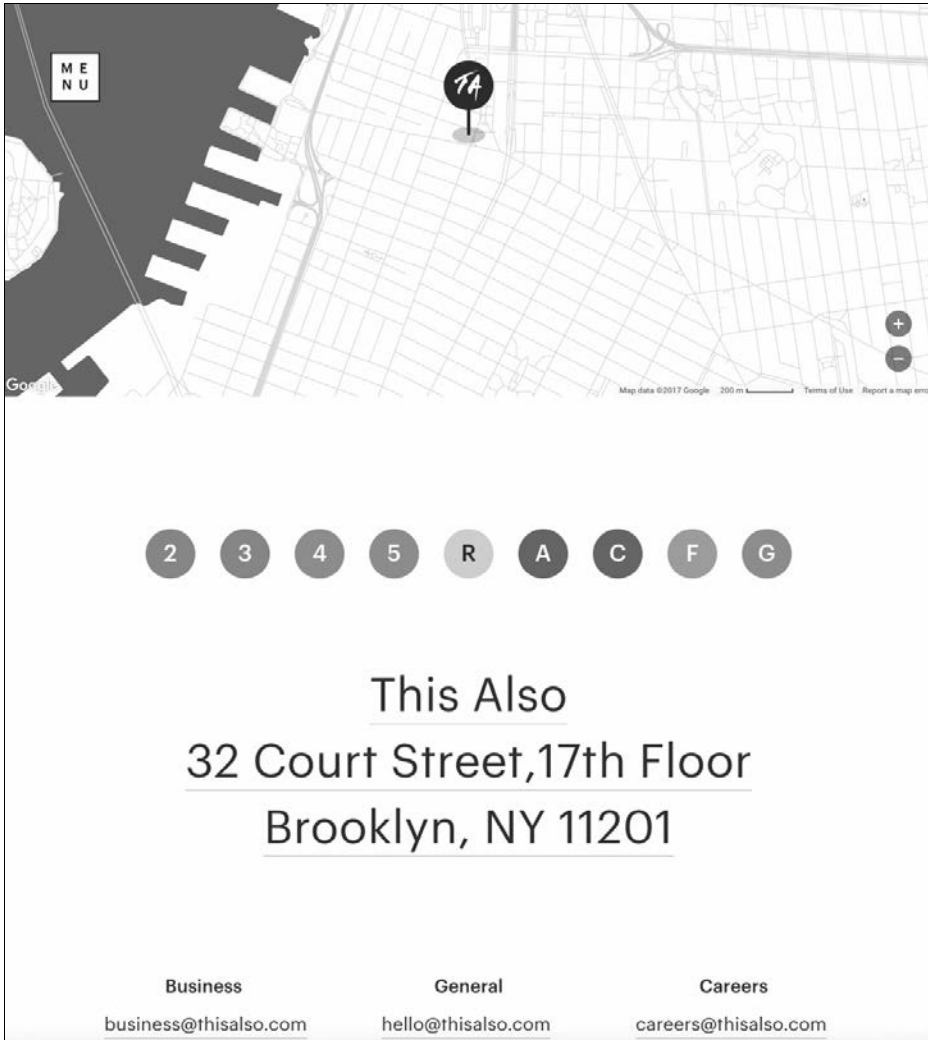 ME
NU
TA
+
−
Google
Map data ©2017 Google 200 m Terms of Use Report a map erro
2 3 4 5 R A C F G
This Also
32 Court Street,17th Floor
Brooklyn, NY 11201
Business General Careers
business@thisalso.com hello@thisalso.com careers@thisalso.com